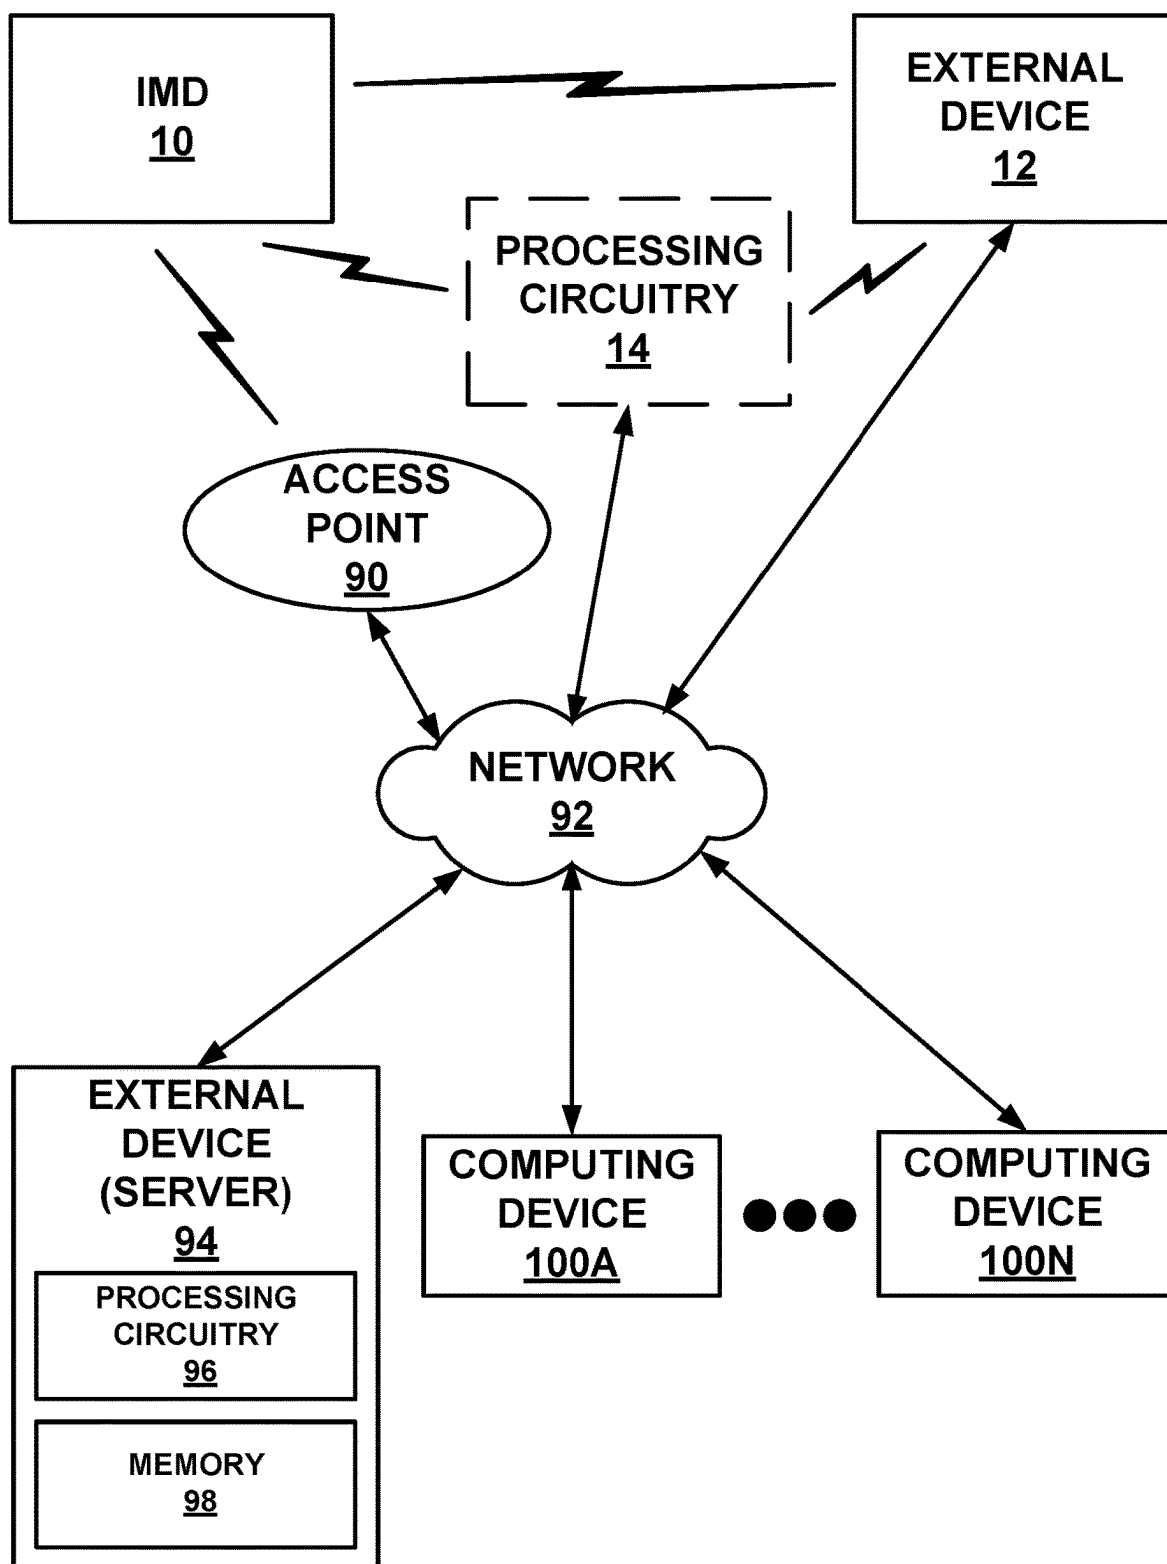 IMD
10
EXTERNAL
DEVICE
12
PROCESSING
CIRCUITRY
14
ACCESS
POINT
90
NETWORK
92
EXTERNAL
DEVICE
(SERVER)
94
PROCESSING
CIRCUITRY
96
MEMORY
98
COMPUTING
DEVICE
100A
COMPUTING
DEVICE
100N